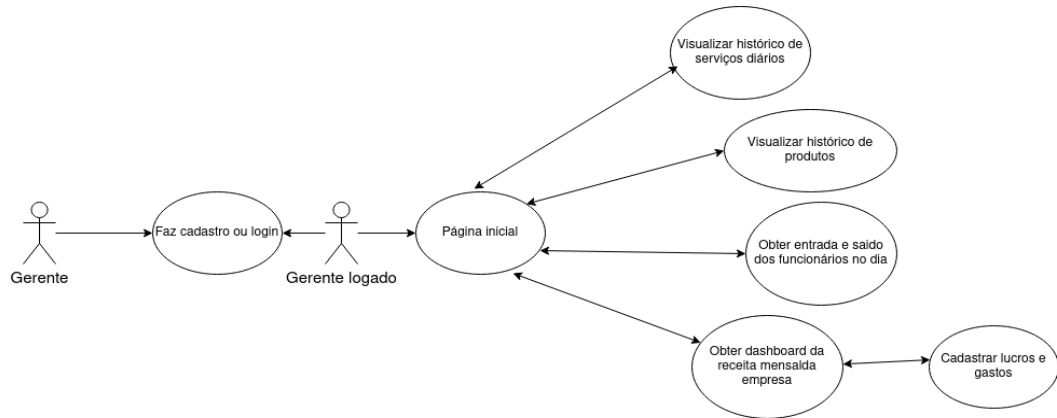 Visualizar histórico de
serviços diários
Visualizar histórico de
produtos
Faz cadastro ou login
Página inicial
Gerente
Gerente logado
Obter entrada e saido
dos funcionários no dia
Obter dashboard da
receita mensalda
empresa
Cadastrar lucros e
gastos